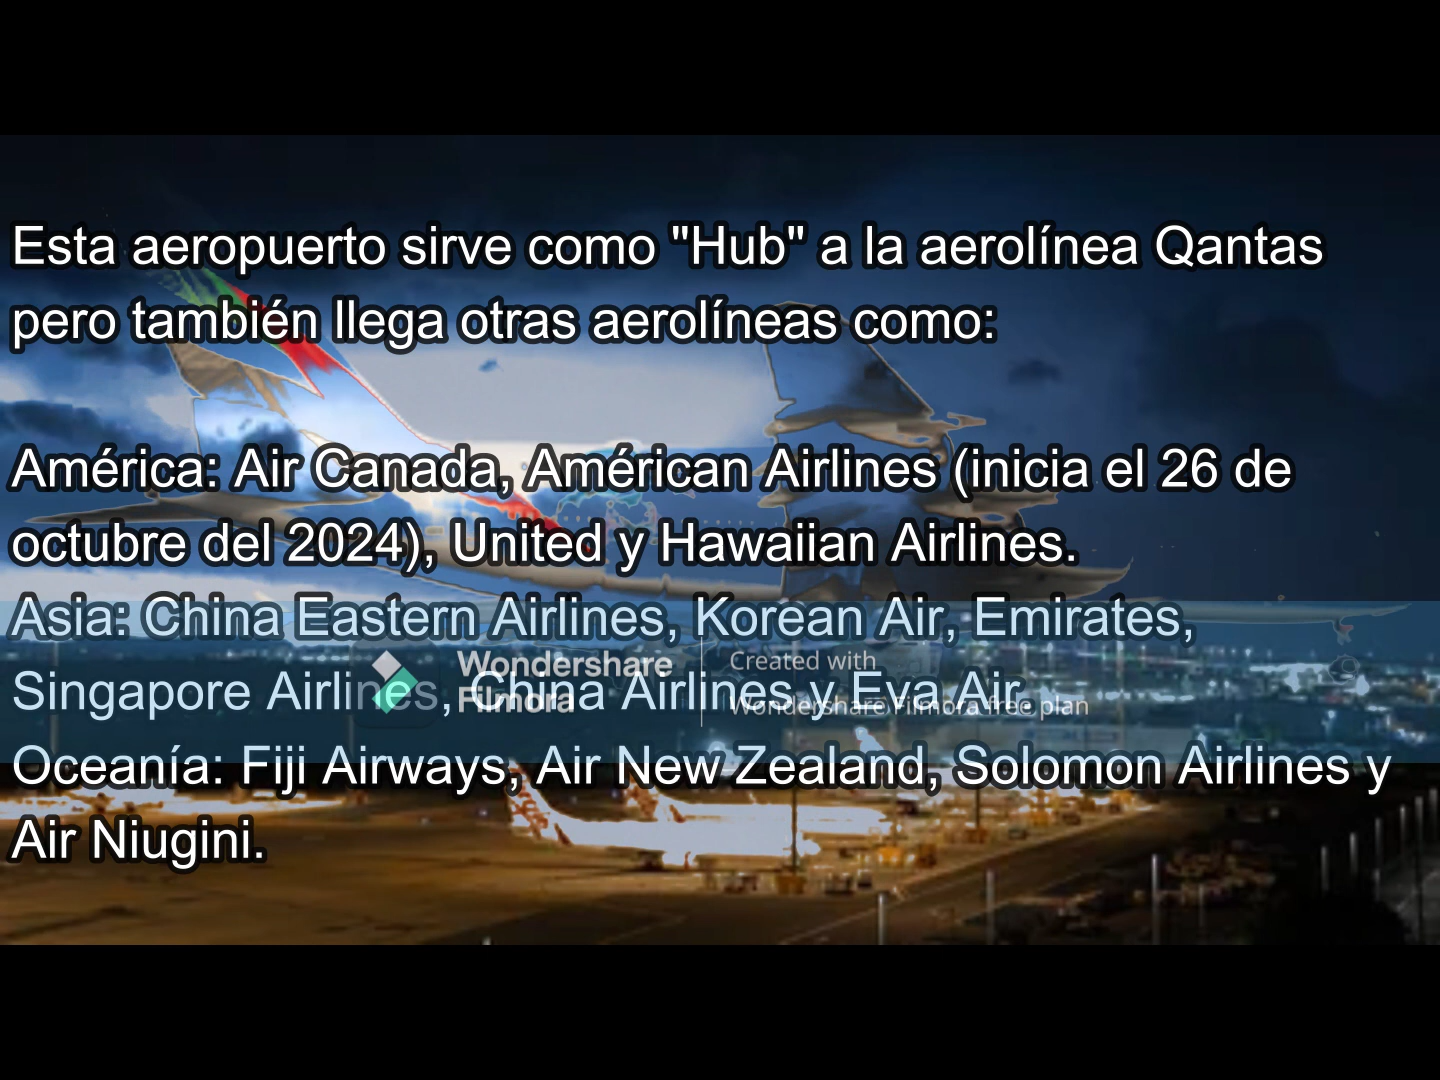 Esta aeropuerto sirve como "Hub" a la aerolínea Qantas
pero también llega otras aerolíneas como:
América: Air Canada, Américan Airlines (inicia el 26 de
octubre del 2024), United y Hawaiian Airlines.
Asia: China Eastern Airlines, Korean Air, Emirates,
Singapore Airlines, China Airlines y Eva Air.
Oceanía: Fiji Airways, Air New Zealand, Solomon Airlines y
Air Niugini.
Wondershare
Filmora
Created with
Wondershare Filmora free plan